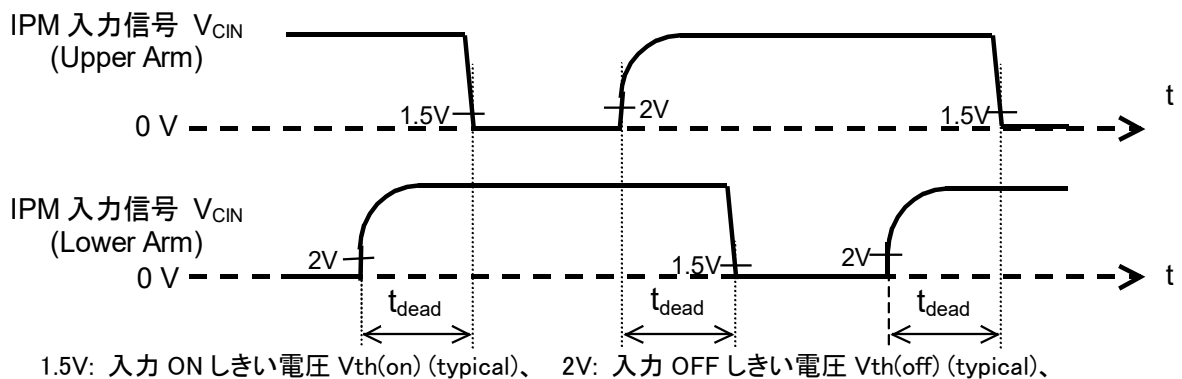 IPM 入力信号 VCIN
(Upper Arm)
1.5V
2V
1.5V
t
0 V
IPM 入力信号 VCIN
(Lower Arm)
2V
1.5V
2V
0 V
t
tdead
tdead
tdead
1.5V: 入力 ON しきい電圧 Vth(on) (typical)、 2V: 入力 OFF しきい電圧 Vth(off) (typical)、